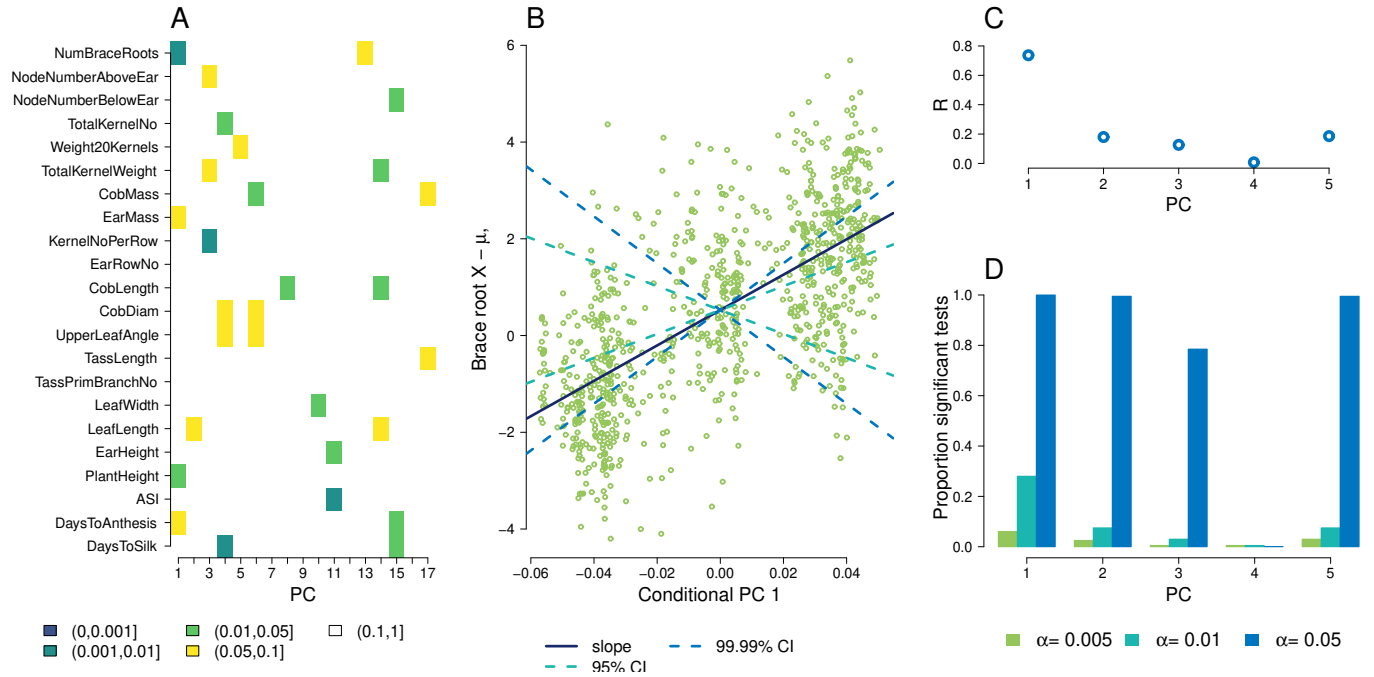 A
NumBraceRoots
NodeNumberAboveEar
NodeNumberBelowEar
TotalKernelNo
Weight20Kernels
TotalKernelWeight
CobMass
EarMass
KernelNoPerRow
EarRowNo
CobLength
CobDiam
UpperLeafAngle
TassLength
TassPrimBranchNo
LeafWidth
LeafLength
EarHeight
PlantHeight
ASI
DaysToAnthesis
DaysToSilk
1 3 5 7 9 11 13 15 17
PC
(0,0.001] (0.01,0.05] (0.1,1]
(0.001,0.01] (0.05,0.1]
B
Brace root X − μ,
6
4
2
0
−2
−4
−0.06 −0.04 −0.02 0.00 0.02 0.04
Conditional PC 1
slope 99.99% CI
95% CI
C
R
0.8
0.6
0.4
0.2
0.0
1 2 3 4 5
PC
D
Proportion significant tests
1.0
0.8
0.6
0.4
0.2
0.0
1 2 3 4 5
PC
α= 0.005 α= 0.01 α= 0.05